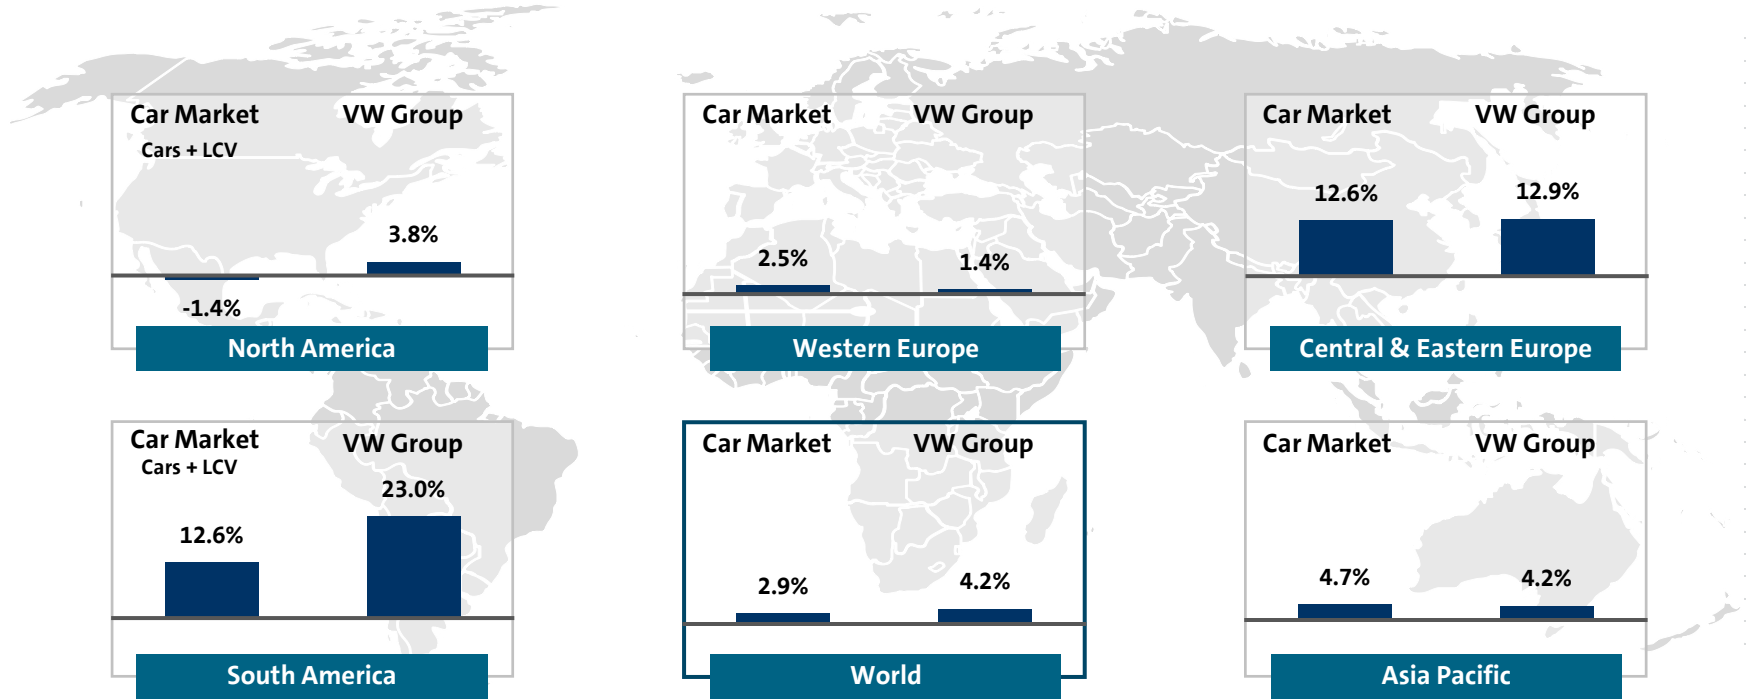 Car Market VW Group
Cars + LCV
3.8%
-1.4%
North America
Car Market VW Group
2.5% 1.4%
Western Europe
Car Market VW Group
12.6% 12.9%
Central & Eastern Europe
Car Market VW Group
Cars + LCV
23.0%
12.6%
South America
Car Market VW Group
2.9% 4.2%
World
Car Market VW Group
4.7% 4.2%
Asia Pacific